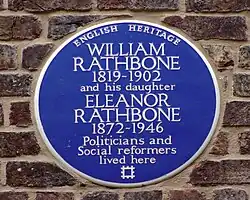 ENGLISH HERITAGE
WILLIAM
RATHBONE
1819-1902
and his daughter
ELEANOR
RATHBONE
1872-1946
Politicians and
Social reformers
lived here